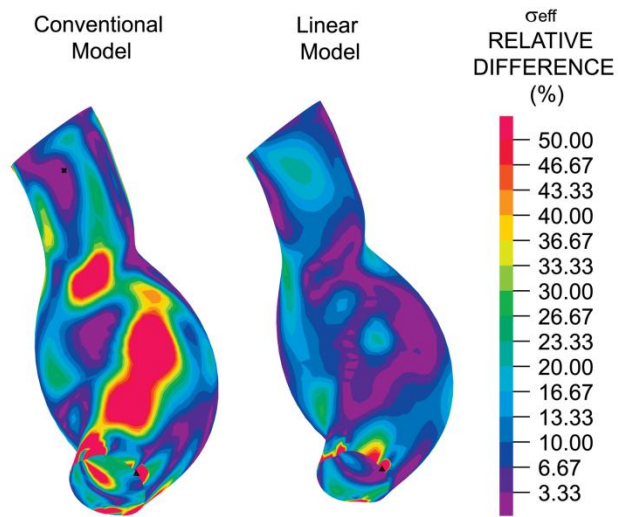 Conventional
Model
Linear
Model
σeff
RELATIVE
DIFFERENCE
(%)
50.00
46.67
43.33
40.00
36.67
33.33
30.00
26.67
23.33
20.00
16.67
13.33
10.00
6.67
3.33